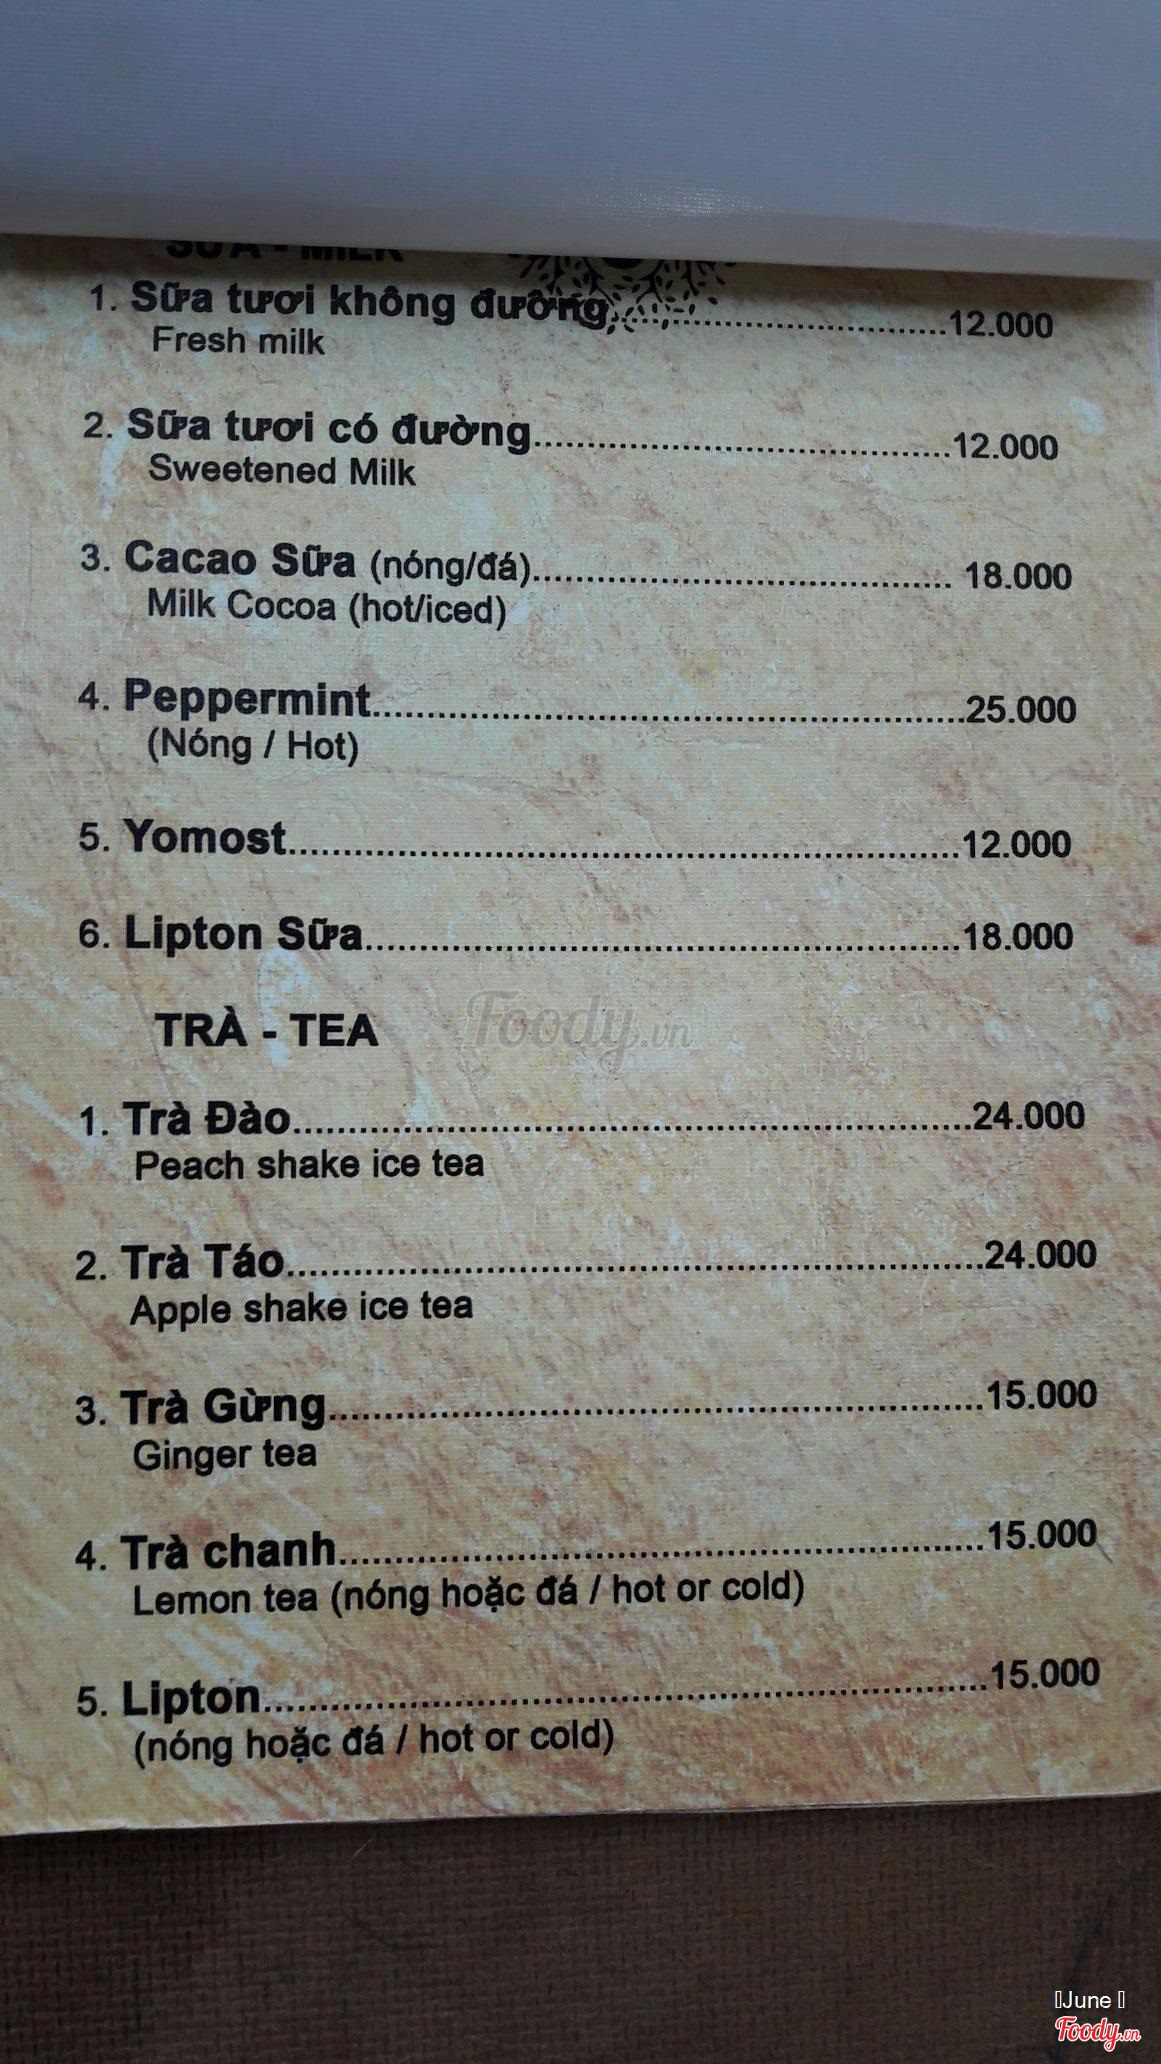 SỮA - MILK
1. Sữa tươi không đường..........12.000
Fresh milk
2. Sữa tươi có đường..........12.000
Sweetened Milk
3. Cacao Sữa (nóng/đá)..........18.000
Milk Cocoa (hot/iced)
4. Peppermint..........25.000
(Nóng / Hot)
5. Yomost..........12.000
6. Lipton Sữa..........18.000
TRÀ - TEA
Foody.vn
1. Trà Đào..........24.000
Peach shake ice tea
2. Trà Táo..........24.000
Apple shake ice tea
3. Trà Gừng..........15.000
Ginger tea
4. Trà chanh..........15.000
Lemon tea (nóng hoặc đá / hot or cold)
5. Lipton..........15.000
(nóng hoặc đá / hot or cold)
June
Foody.vn